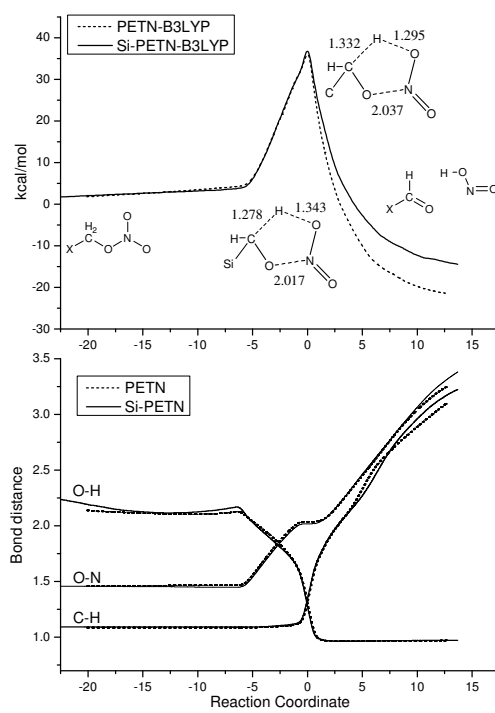 PETN-B3LYP
Si-PETN-B3LYP
kcal/mol
40
30
20
10
0
-10
-20
-30
-20 -15 -10 -5 0 5 10 15
1.332 H 1.295
H C O
C O N
2.037 O
H
H O
C N O
X O
1.278 H 1.343
H C O
Si O N
2.017 O
H2 O
C N
X O O
PETN
Si-PETN
Bond distance
3.5
3.0
2.5
2.0
1.5
1.0
O-H
O-N
C-H
-20 -15 -10 -5 0 5 10 15
Reaction Coordinate